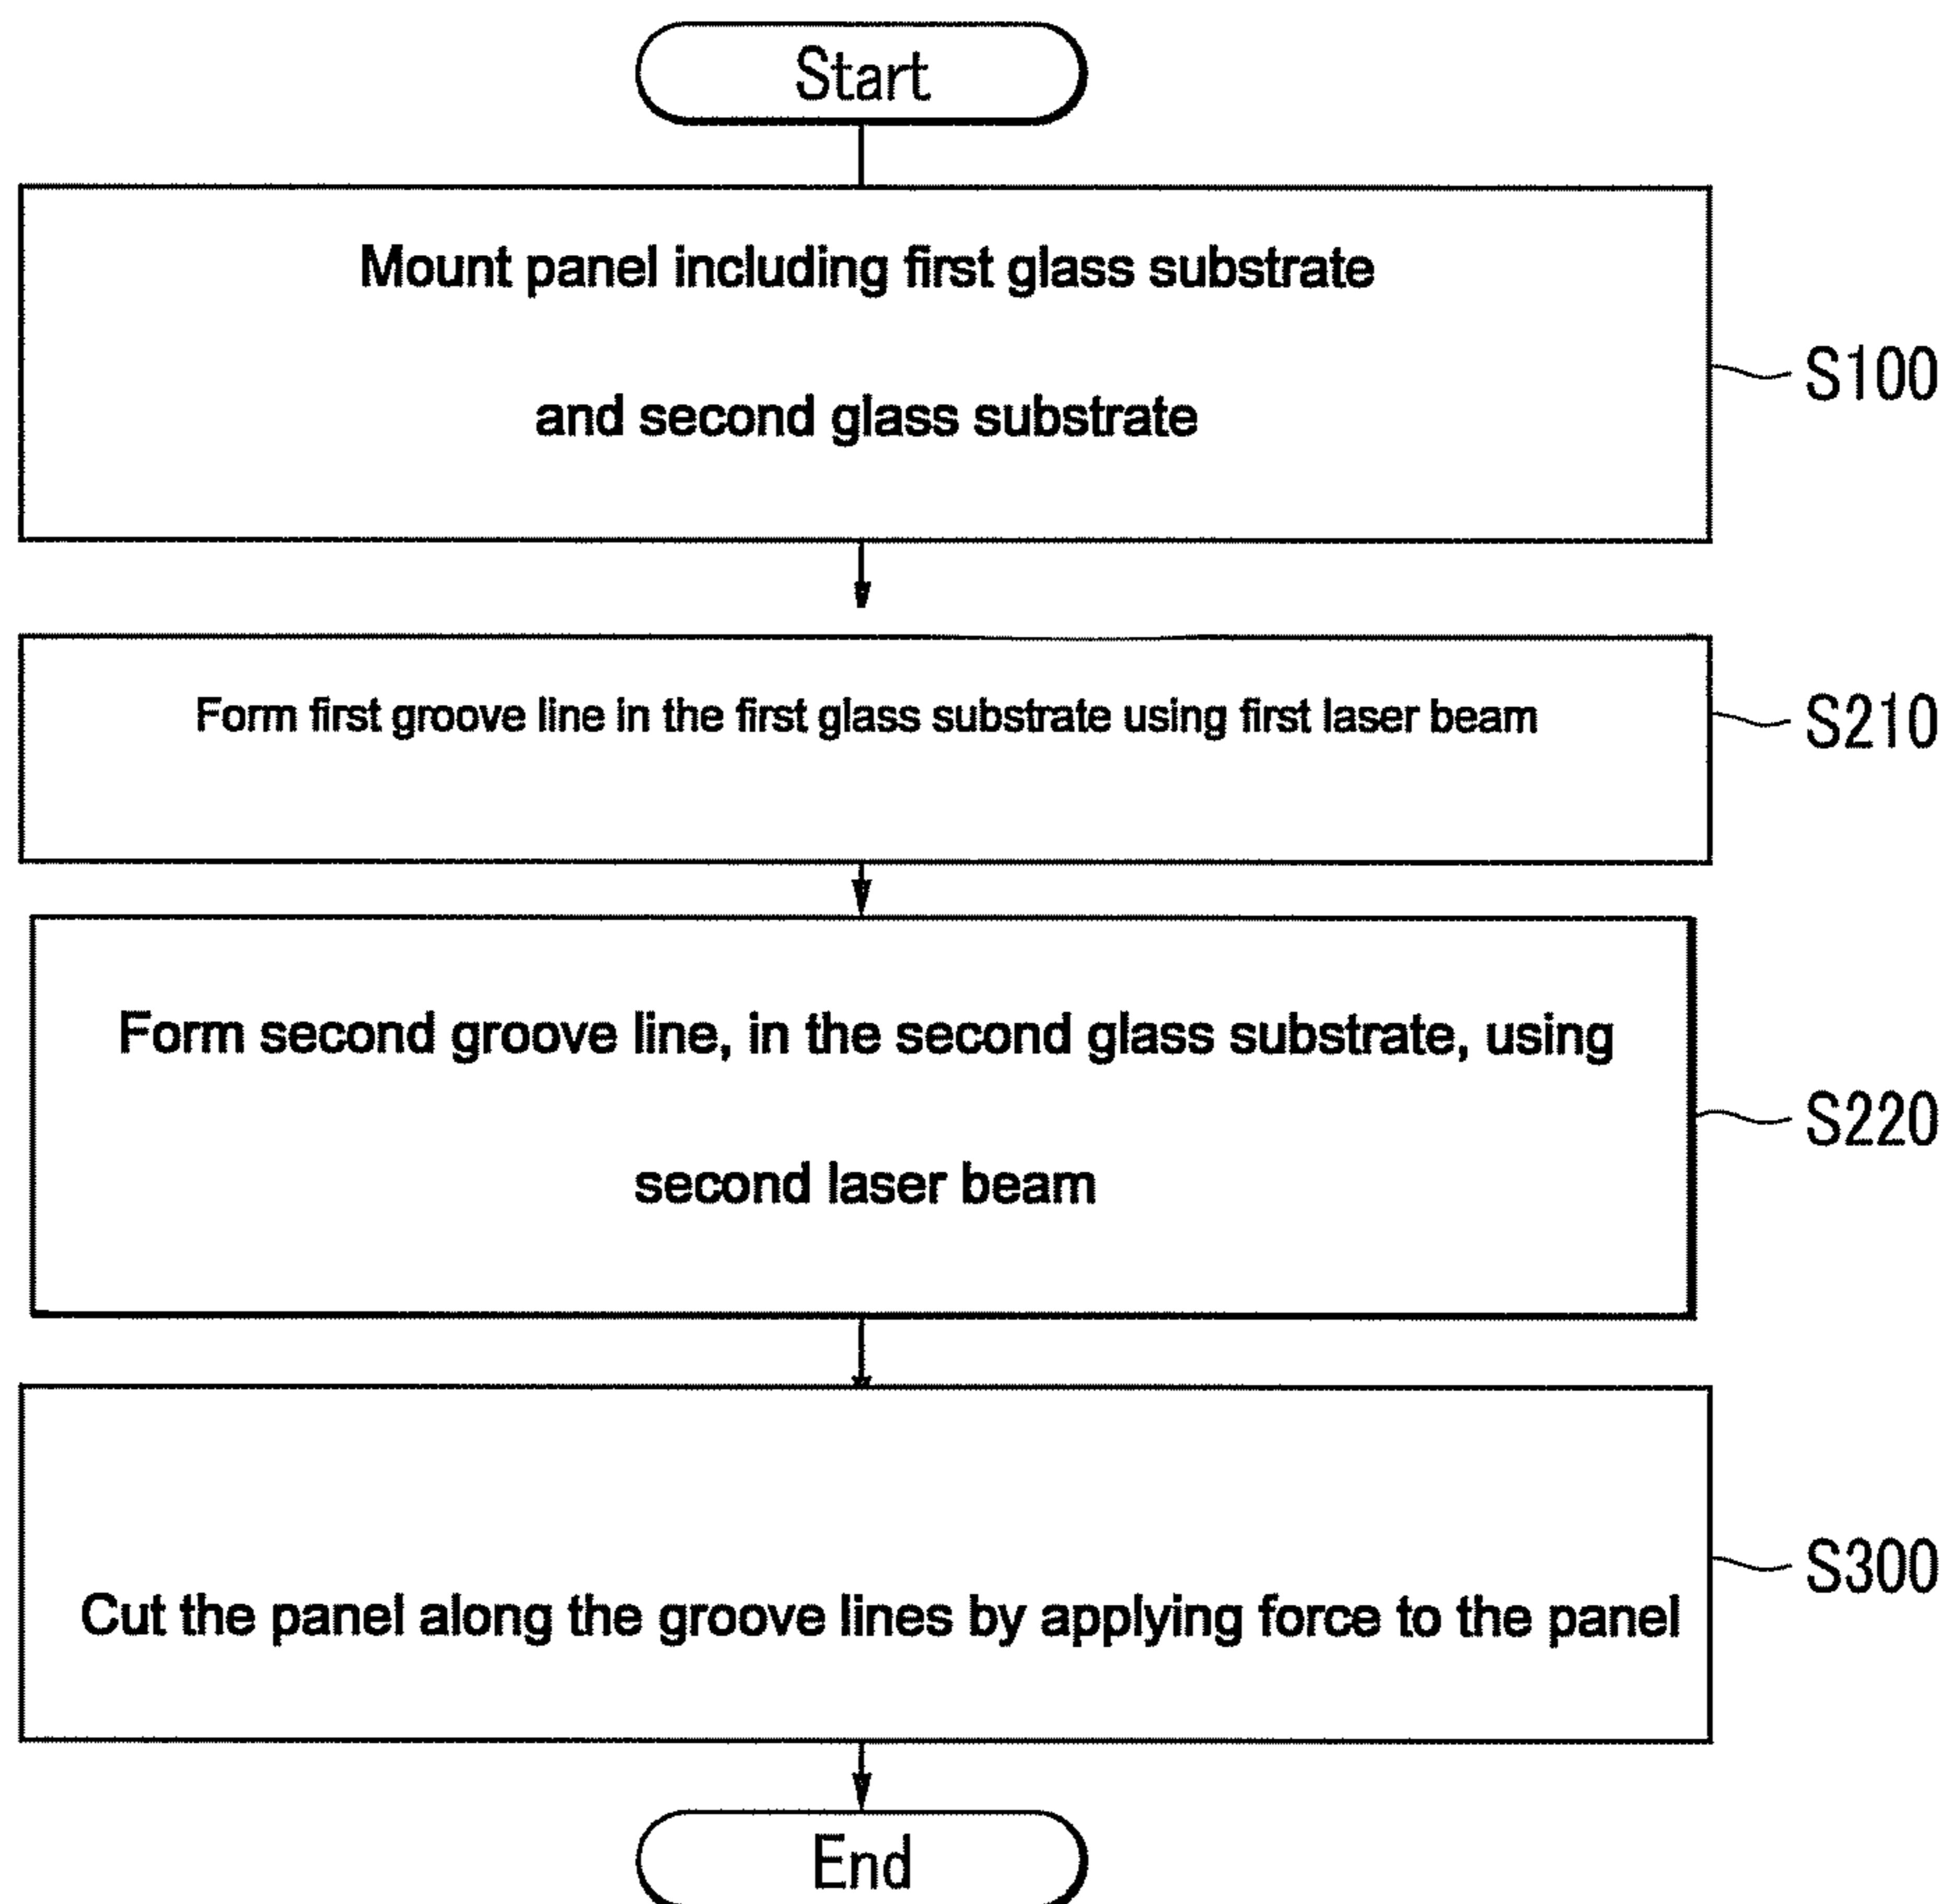 Start
Mount panel including first glass substrate
and second glass substrate
S100
Form first groove line in the first glass substrate using first laser beam
S210
Form second groove line, in the second glass substrate, using
second laser beam
S220
Cut the panel along the groove lines by applying force to the panel
S300
End